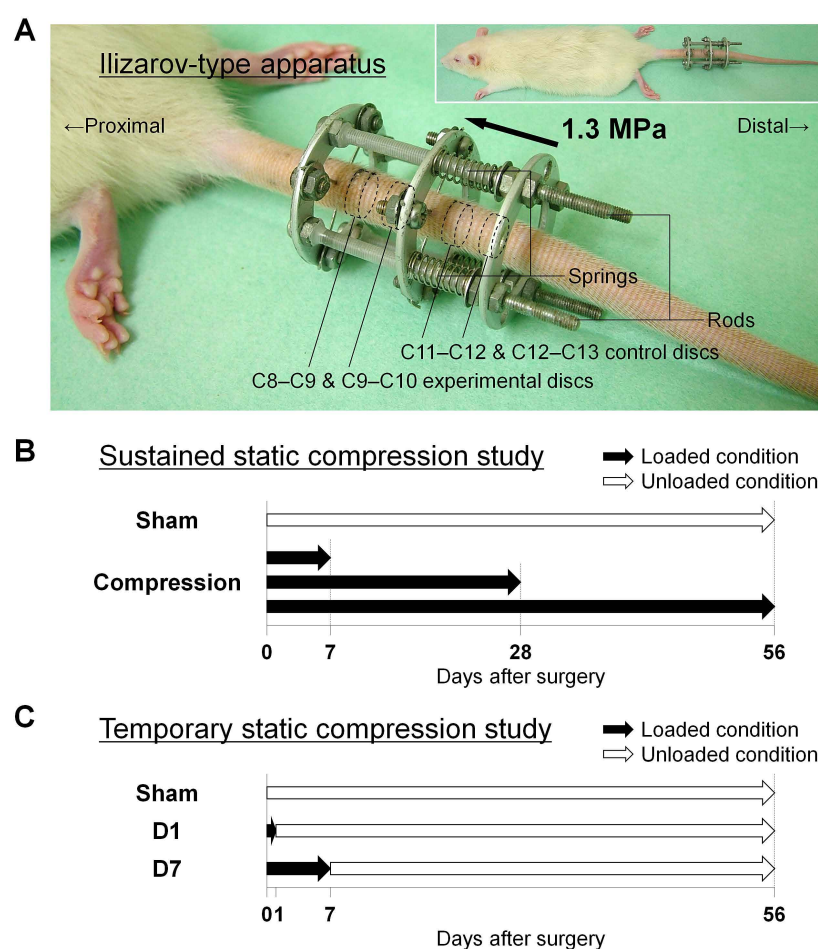 A
Ilizarov-type apparatus
←Proximal
1.3 MPa
Distal→
Springs
Rods
C11–C12 & C12–C13 control discs
C8–C9 & C9–C10 experimental discs
B
Sustained static compression study
Loaded condition
Unloaded condition
Sham
Compression
0 7 28 56
Days after surgery
C
Temporary static compression study
Loaded condition
Unloaded condition
Sham
D1
D7
0 1 7 56
Days after surgery